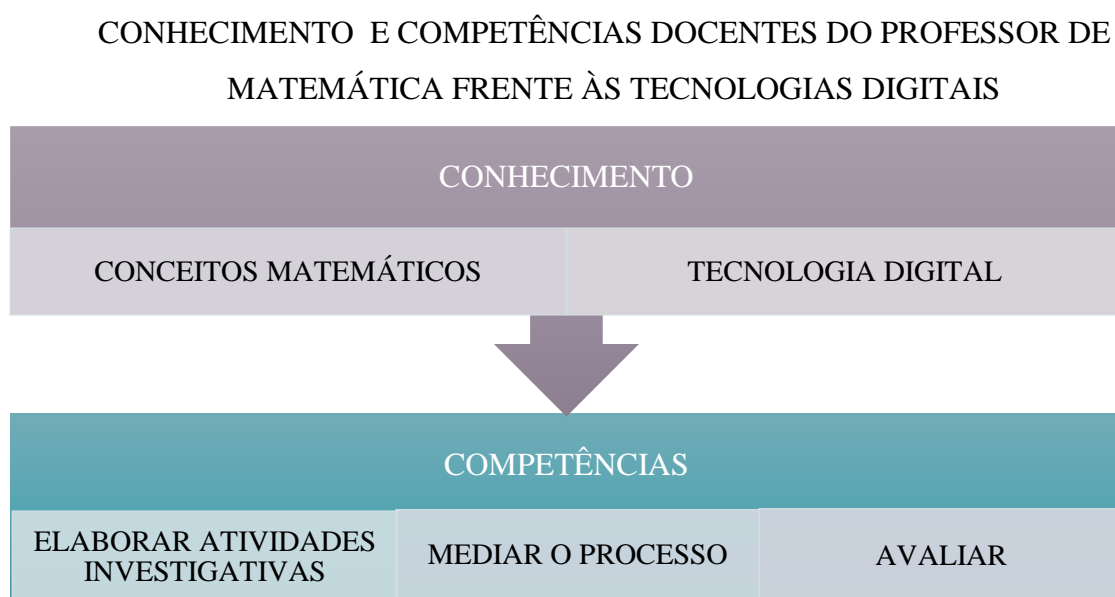 CONHECIMENTO E COMPETÊNCIAS DOCENTES DO PROFESSOR DE
MATEMÁTICA FRENTE ÀS TECNOLOGIAS DIGITAIS
CONHECIMENTO
CONCEITOS MATEMÁTICOS
TECNOLOGIA DIGITAL
COMPETÊNCIAS
ELABORAR ATIVIDADES
INVESTIGATIVAS
MEDIAR O PROCESSO
AVALIAR